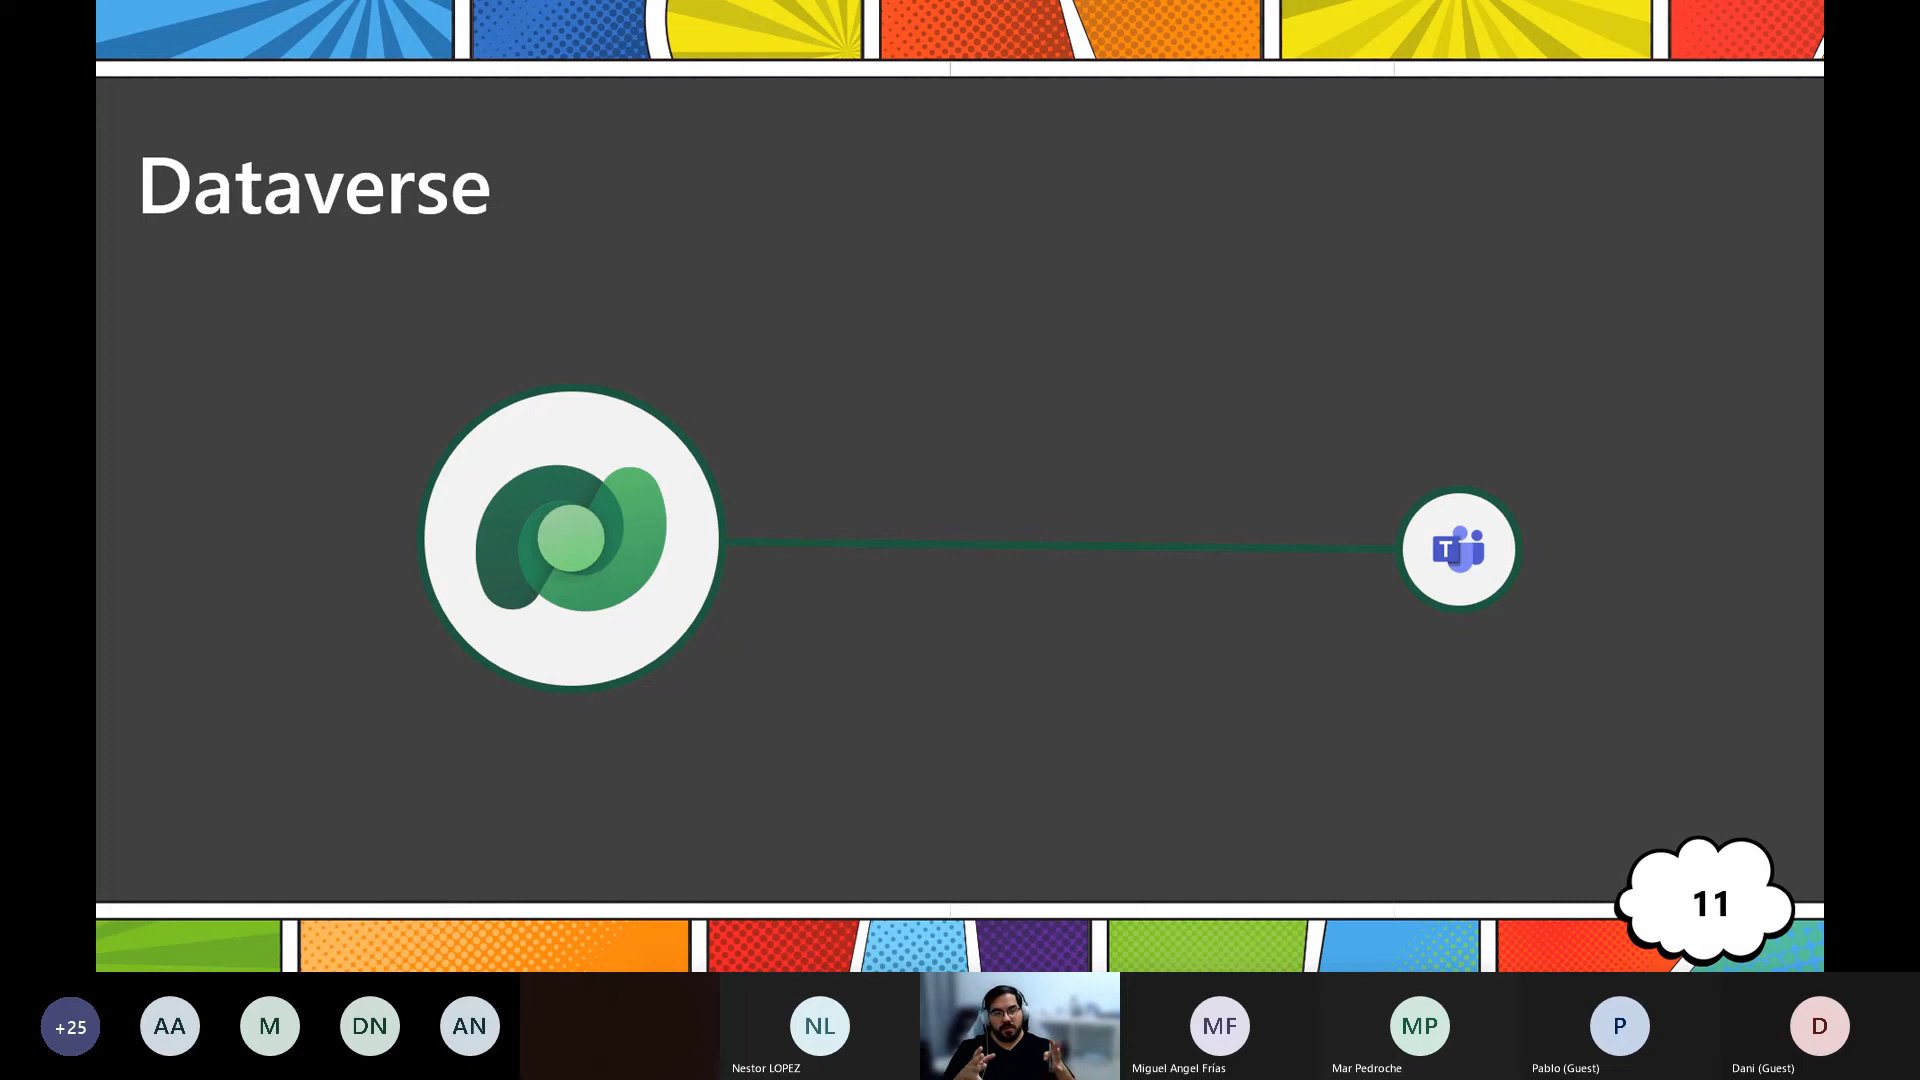 Dataverse
T
11
+25
AA
M
DN
AN
NL
MF
MP
P
D
Nestor LOPEZ
Miguel Angel Frías
Mar Pedroche
Pablo (Guest)
Dani (Guest)